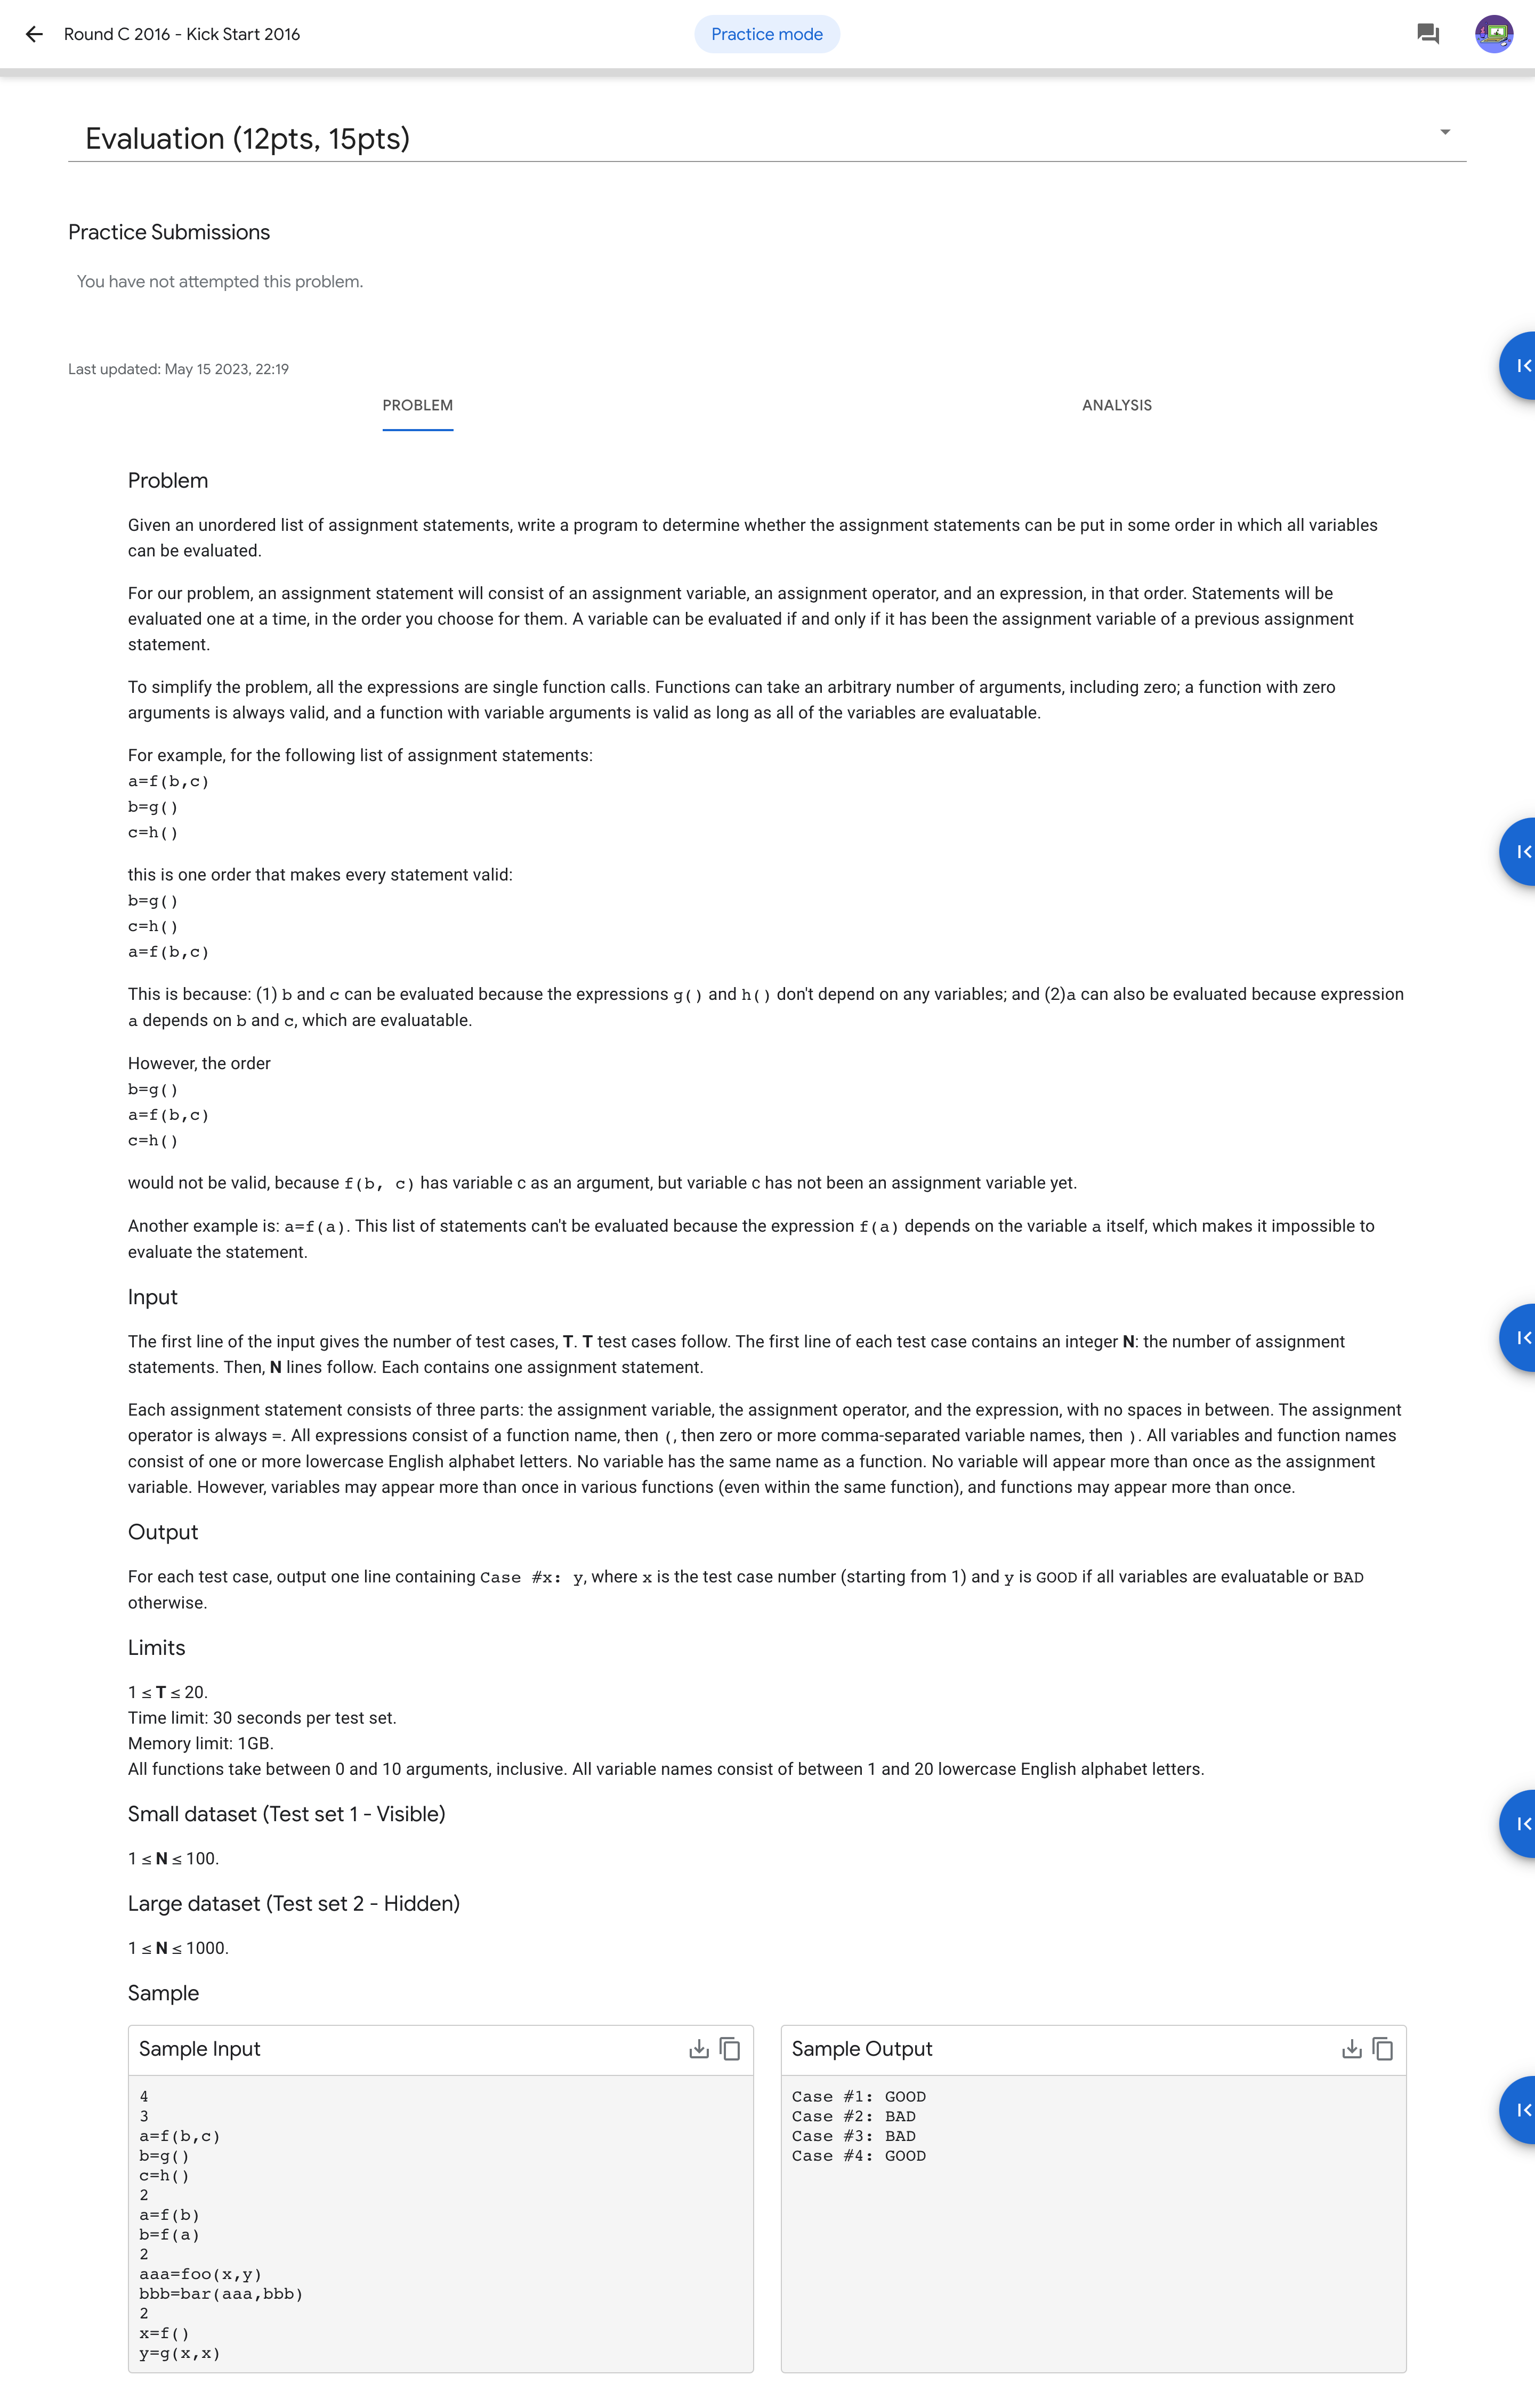 Round C 2016 - Kick Start 2016
Practice mode
Evaluation (12pts, 15pts)
Practice Submissions
You have not attempted this problem.
Last updated: May 15 2023, 22:19
PROBLEM
ANALYSIS
Problem
Given an unordered list of assignment statements, write a program to determine whether the assignment statements can be put in some order in which all variables
can be evaluated.
For our problem, an assignment statement will consist of an assignment variable, an assignment operator, and an expression, in that order. Statements will be
evaluated one at a time, in the order you choose for them. A variable can be evaluated if and only if it has been the assignment variable of a previous assignment
statement.
To simplify the problem, all the expressions are single function calls. Functions can take an arbitrary number of arguments, including zero; a function with zero
arguments is always valid, and a function with variable arguments is valid as long as all of the variables are evaluatable.
For example, for the following list of assignment statements:
a=f(b,c)
b=g()
c=h()
this is one order that makes every statement valid:
b=g()
c=h()
a=f(b,c)
This is because: (1) b and c can be evaluated because the expressions g() and h() don't depend on any variables; and (2)a can also be evaluated because expression
a depends on b and c, which are evaluatable.
However, the order
b=g()
a=f(b,c)
c=h()
would not be valid, because f(b, c) has variable c as an argument, but variable c has not been an assignment variable yet.
Another example is: a=f(a). This list of statements can't be evaluated because the expression f(a) depends on the variable a itself, which makes it impossible to
evaluate the statement.
Input
The first line of the input gives the number of test cases, T. T test cases follow. The first line of each test case contains an integer N: the number of assignment
statements. Then, N lines follow. Each contains one assignment statement.
Each assignment statement consists of three parts: the assignment variable, the assignment operator, and the expression, with no spaces in between. The assignment
operator is always =. All expressions consist of a function name, then (, then zero or more comma-separated variable names, then ). All variables and function names
consist of one or more lowercase English alphabet letters. No variable has the same name as a function. No variable will appear more than once as the assignment
variable. However, variables may appear more than once in various functions (even within the same function), and functions may appear more than once.
Output
For each test case, output one line containing Case #x: y, where x is the test case number (starting from 1) and y is GOOD if all variables are evaluatable or BAD
otherwise.
Limits
1 ≤ T ≤ 20.
Time limit: 30 seconds per test set.
Memory limit: 1GB.
All functions take between 0 and 10 arguments, inclusive. All variable names consist of between 1 and 20 lowercase English alphabet letters.
Small dataset (Test set 1 - Visible)
1 ≤ N ≤ 100.
Large dataset (Test set 2 - Hidden)
1 ≤ N ≤ 1000.
Sample
Sample Input
4
3
a=f(b,c)
b=g()
c=h()
2
a=f(b)
b=f(a)
2
aaa=foo(x,y)
bbb=bar(aaa,bbb)
2
x=f()
y=g(x,x)
Sample Output
Case #1: GOOD
Case #2: BAD
Case #3: BAD
Case #4: GOOD